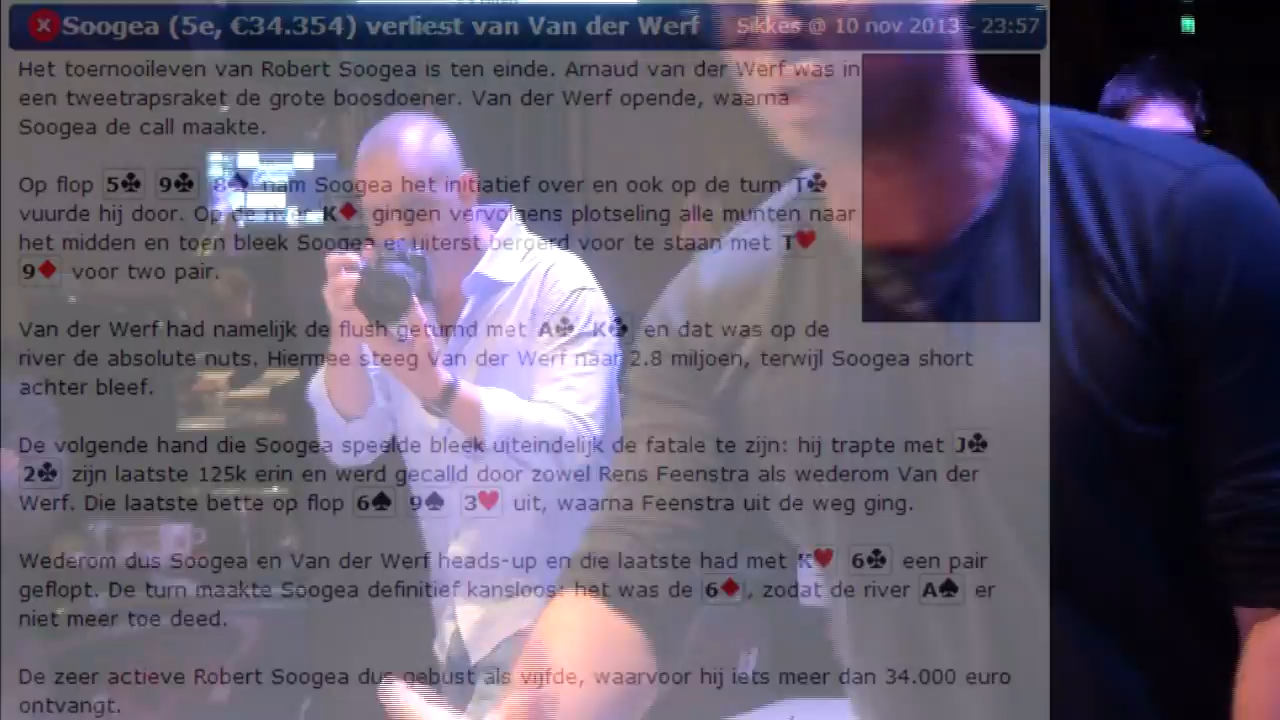 Soogea (5e, €34.354) verliest van Van der Werf
Sikkes @ 10 nov 2013 - 23:57
Het toernooileven van Robert Soogea is ten einde. Arnaud van der Werf was in
een tweetrapsraket de grote boosdoener. Van der Werf opende, waarna
Soogea de call maakte.
Op flop 5♣ 9♣ 8♠ nam Soogea het initiatief over en ook op de turn T♣
vuurde hij door. Op de river K♦ gingen vervolgens plotseling alle munten naar
het midden en toen bleek Soogea er uiterst beroerd voor te staan met T♥
9♦ voor two pair.
Van der Werf had namelijk de flush geturnd met A♣ K♣ en dat was op de
river de absolute nuts. Hiermee steeg Van der Werf naar 2.8 miljoen, terwijl Soogea short
achter bleef.
De volgende hand die Soogea speelde bleek uiteindelijk de fatale te zijn: hij trapte met J♣
2♣ zijn laatste 125k erin en werd gecalld door zowel Rens Feenstra als wederom Van der
Werf. Die laatste bette op flop 6♠ 9♠ 3♥ uit, waarna Feenstra uit de weg ging.
Wederom dus Soogea en Van der Werf heads-up en die laatste had met K♥ 6♣ een pair
geflopt. De turn maakte Soogea definitief kansloos: het was de 6♦, zodat de river A♠ er
niet meer toe deed.
De zeer actieve Robert Soogea dus gebust als vijfde, waarvoor hij iets meer dan 34.000 euro
ontvangt.